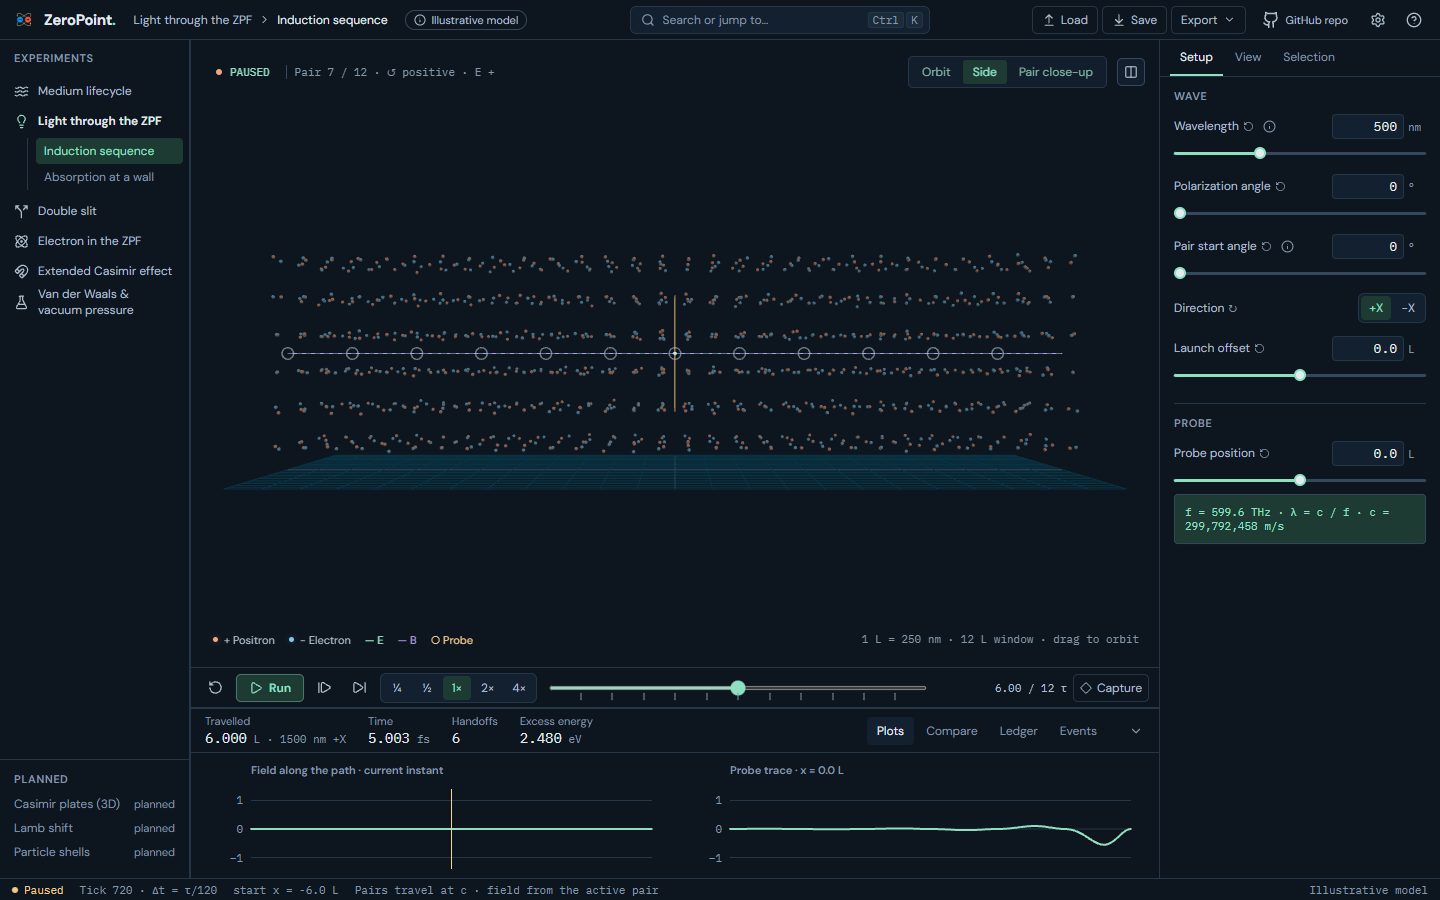 ZeroPoint.
Light through the ZPF > Induction sequence
Illustrative model
Search or jump to...
Ctrl K
Load
Save
Export
GitHub repo
EXPERIMENTS
Medium lifecycle
Light through the ZPF
Induction sequence
Absorption at a wall
Double slit
Electron in the ZPF
Extended Casimir effect
Van der Waals &
vacuum pressure
PLANNED
Casimir plates (3D) planned
Lamb shift planned
Particle shells planned
PAUSED
Pair 7 / 12 · ↺ positive · E +
Orbit Side Pair close-up
+ Positron − Electron — E — B Probe
1 L = 250 nm · 12 L window · drag to orbit
Run
¼ ½ 1× 2× 4×
6.00 / 12 τ
Capture
Travelled
6.000 L · 1500 nm +X
Time
5.003 fs
Handoffs
6
Excess energy
2.480 eV
Plots Compare Ledger Events
Field along the path · current instant
1
0
−1
Probe trace · x = 0.0 L
1
0
−1
Setup View Selection
WAVE
Wavelength 500 nm
Polarization angle 0 °
Pair start angle 0 °
Direction +X −X
Launch offset 0.0 L
PROBE
Probe position 0.0 L
f = 599.6 THz · λ = c / f · c =
299,792,458 m/s
Paused Tick 720 · Δt = τ/120 start x = -6.0 L Pairs travel at c · field from the active pair
Illustrative model